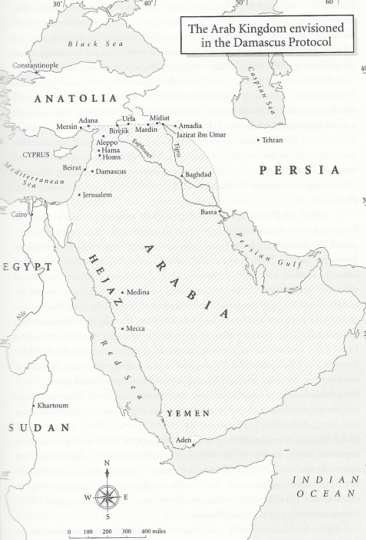 The Arab Kingdom envisioned
in the Damascus Protocol
30°
40°
Black Sea
Constantinople
Caspian Sea
ANATOLIA
Mersin
Adana
Urfa
Midiat
Birijik
Mardin
Amadia
Jazirat ibn Umar
Tehran
Aleppo
CYPRUS
Hama
Homs
Euphrates
Tigris
PERSIA
Beirut
Damascus
Mediterranean
Sea
Baghdad
Jerusalem
Cairo
Basra
Persian Gulf
EGYPT
ARABIA
HEJAZ
Medina
Nile
Mecca
Red Sea
Khartoum
YEMEN
SUDAN
Aden
N
W
E
S
INDIAN
OCEAN
0 100 200 300 400 miles